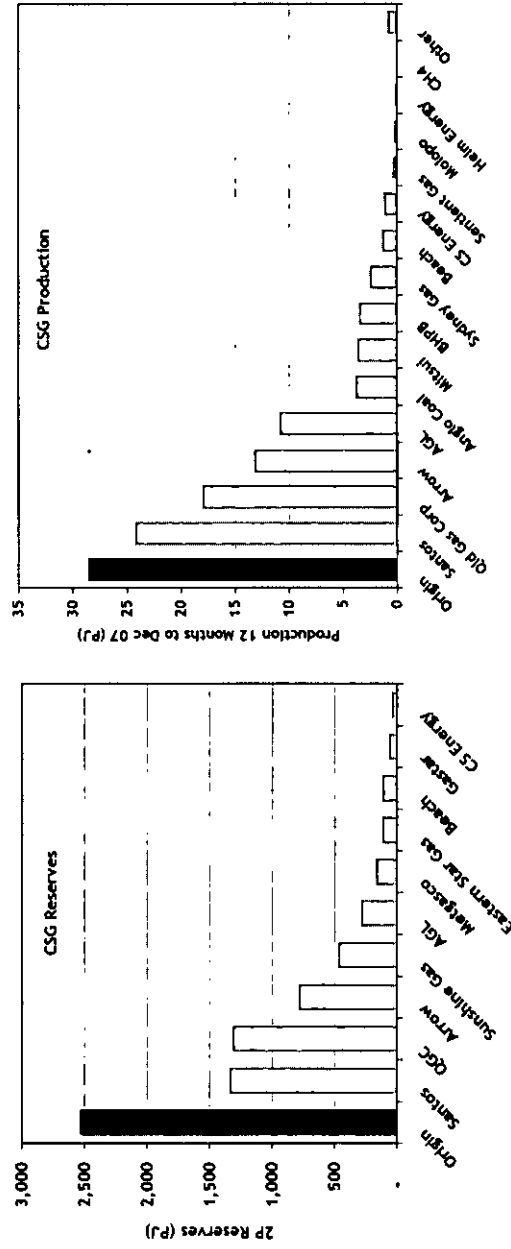 CSG Reserves
2P Reserves (PJ)
3,000
2,500
2,000
1,500
1,000
500
-
Origin
Santos
QGC
Arrow
Sunshine Gas
AGL
Metgasco
Eastern Star Gas
Beach
Gastar
CS Energy
CSG Production
Production 12 Months to Dec 07 (PJ)
35
30
25
20
15
10
5
0
Origin
Santos
Qld Gas Corp
Arrow
AGL
Anglo Coal
Mitsui
BHPB
Sydney Gas
Beach
CS Energy
Sentient Gas
Molopo
Helm Energy
CH4
Other